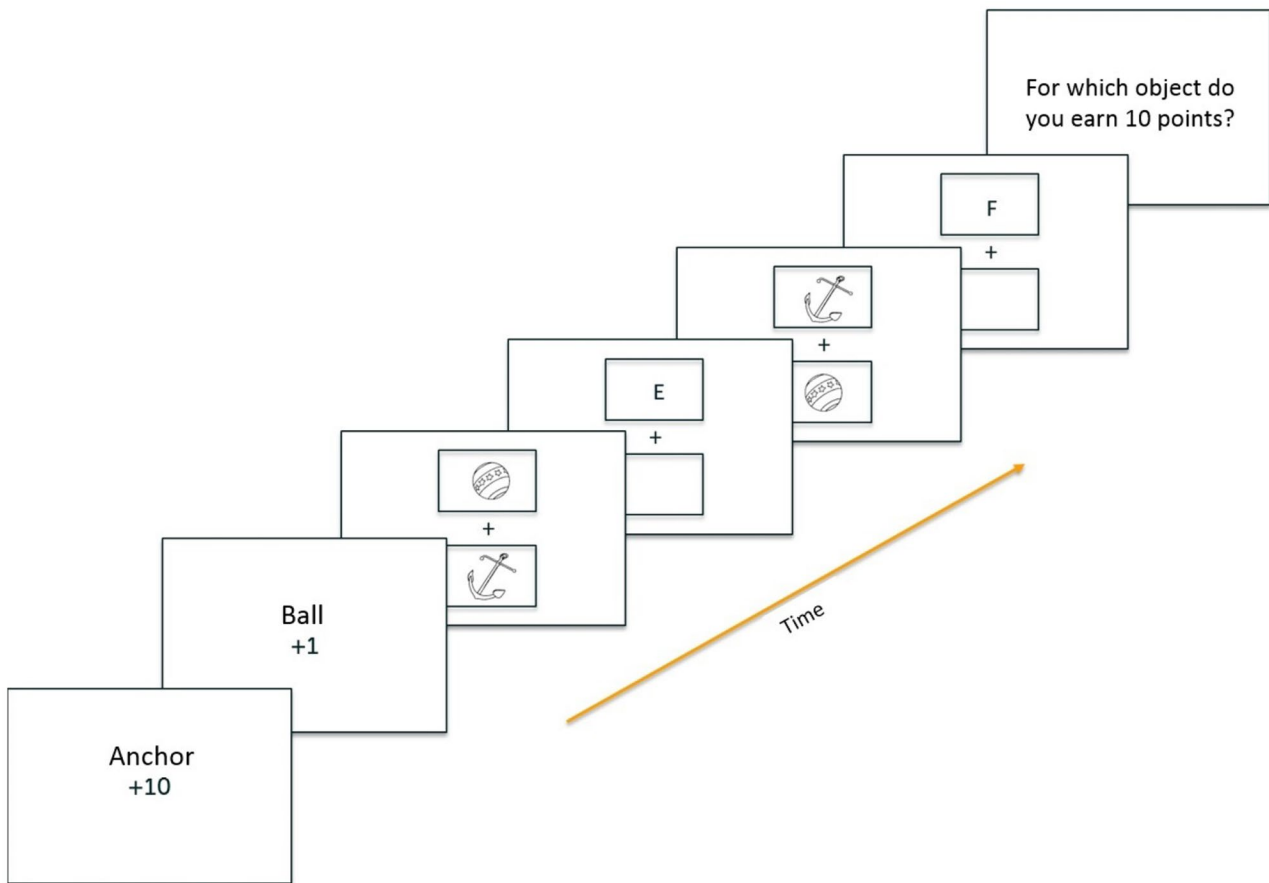 For which object do
you earn 10 points?
F
+
+
E
+
+
Ball
+1
Time
Anchor
+10